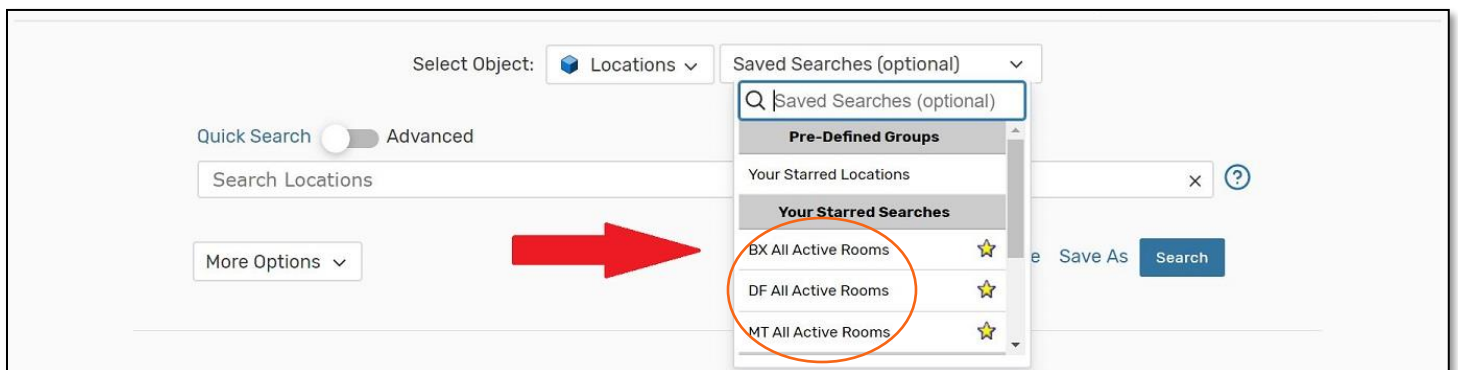 Select Object: Locations Saved Searches (optional)
Saved Searches (optional)
Quick Search Advanced
Pre-Defined Groups
Search Locations
Your Starred Locations
Your Starred Searches
BX All Active Rooms
More Options
Save As Search
DF All Active Rooms
MT All Active Rooms